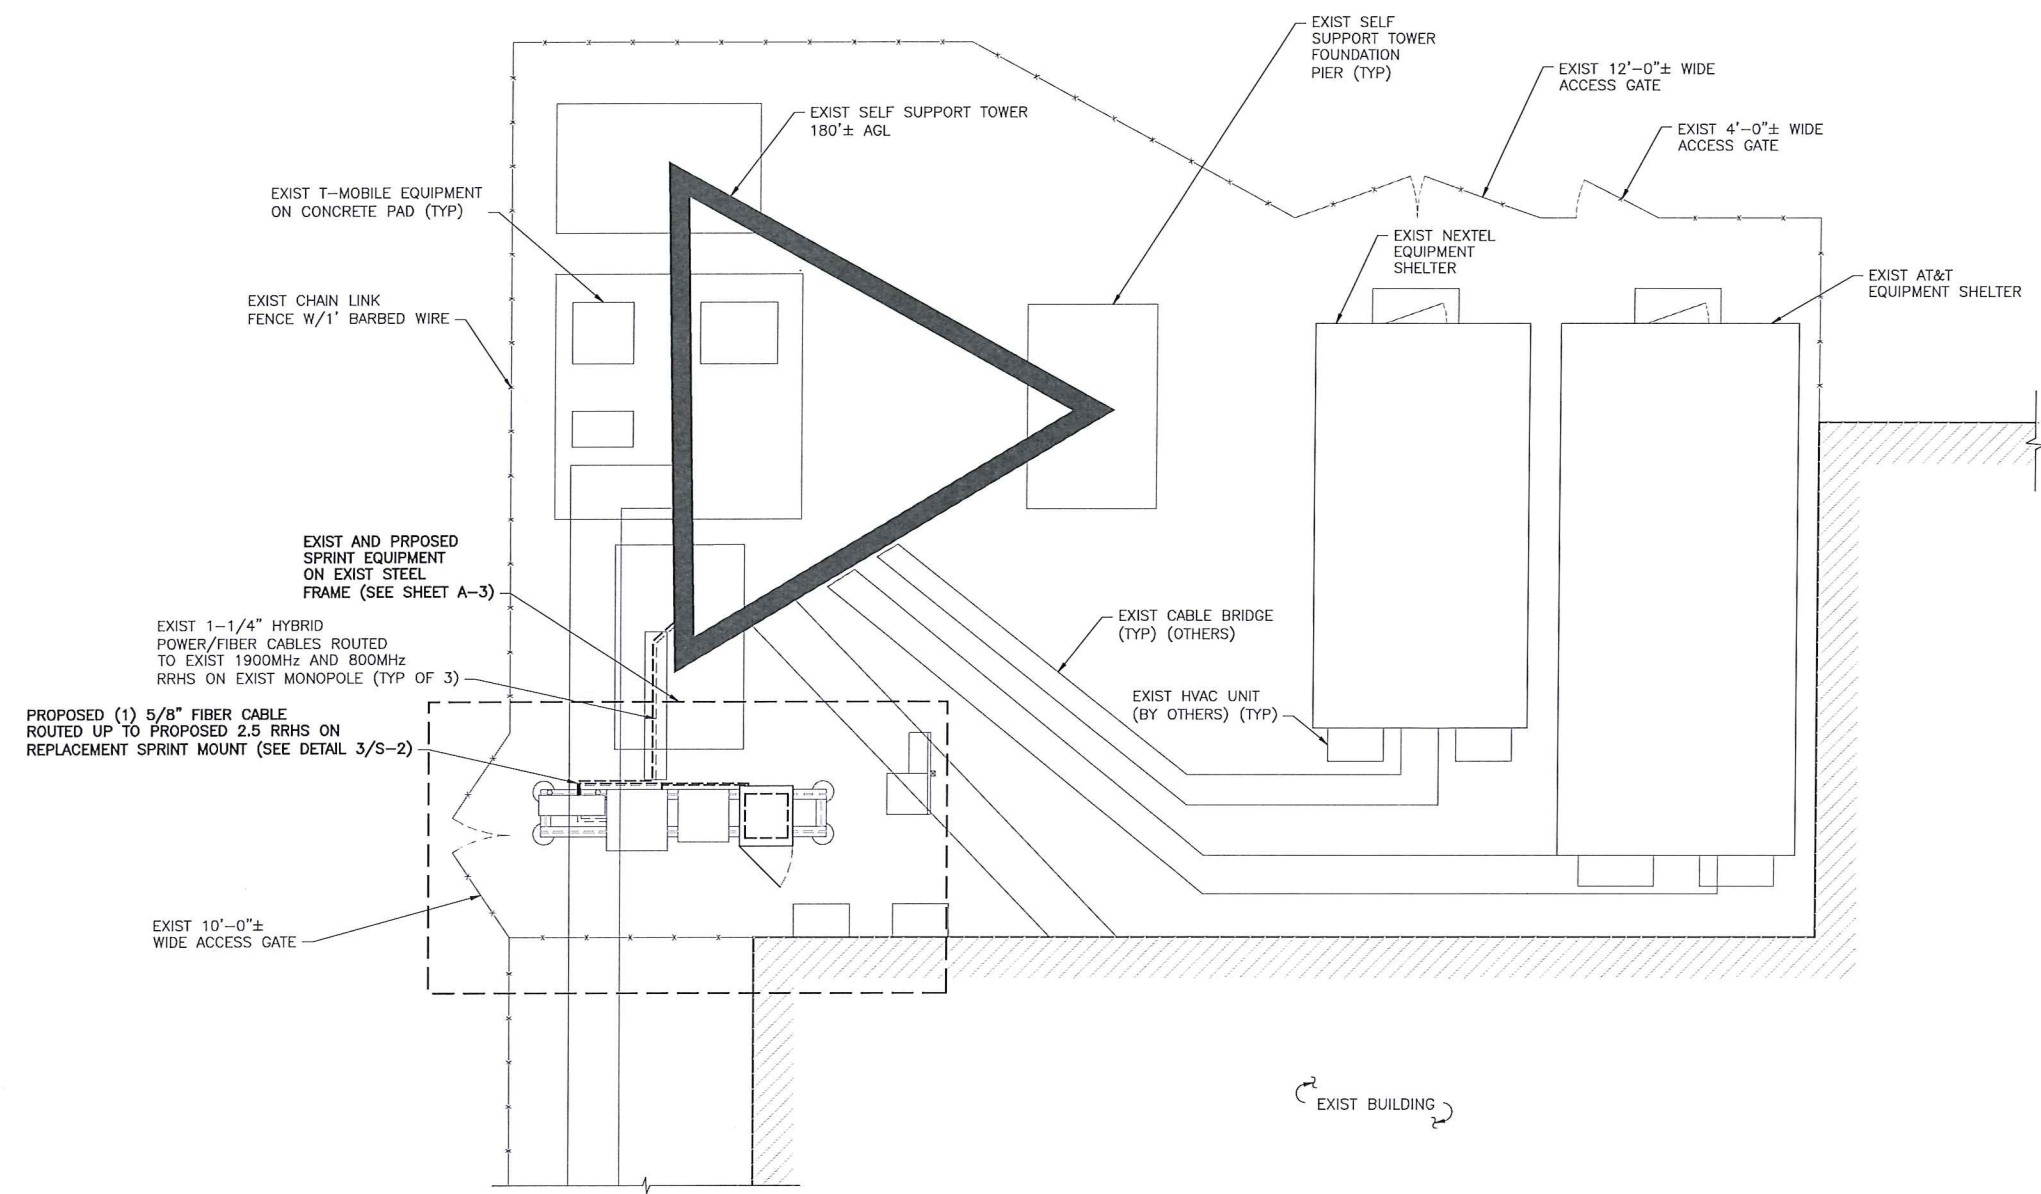 EXIST SELF
SUPPORT TOWER
FOUNDATION
PIER (TYP)
EXIST 12'-0"± WIDE
ACCESS GATE
EXIST 4'-0"± WIDE
ACCESS GATE
EXIST SELF SUPPORT TOWER
180'± AGL
EXIST T-MOBILE EQUIPMENT
ON CONCRETE PAD (TYP)
EXIST NEXTEL
EQUIPMENT
SHELTER
EXIST AT&T
EQUIPMENT SHELTER
EXIST CHAIN LINK
FENCE W/1' BARBED WIRE
EXIST AND PRPOSED
SPRINT EQUIPMENT
ON EXIST STEEL
FRAME (SEE SHEET A-3)
EXIST 1-1/4" HYBRID
POWER/FIBER CABLES ROUTED
TO EXIST 1900MHz AND 800MHz
RRHS ON EXIST MONOPOLE (TYP OF 3)
EXIST CABLE BRIDGE
(TYP) (OTHERS)
EXIST HVAC UNIT
(BY OTHERS) (TYP)
PROPOSED (1) 5/8" FIBER CABLE
ROUTED UP TO PROPOSED 2.5 RRHS ON
REPLACEMENT SPRINT MOUNT (SEE DETAIL 3/S-2)
EXIST 10'-0"±
WIDE ACCESS GATE
EXIST BUILDING